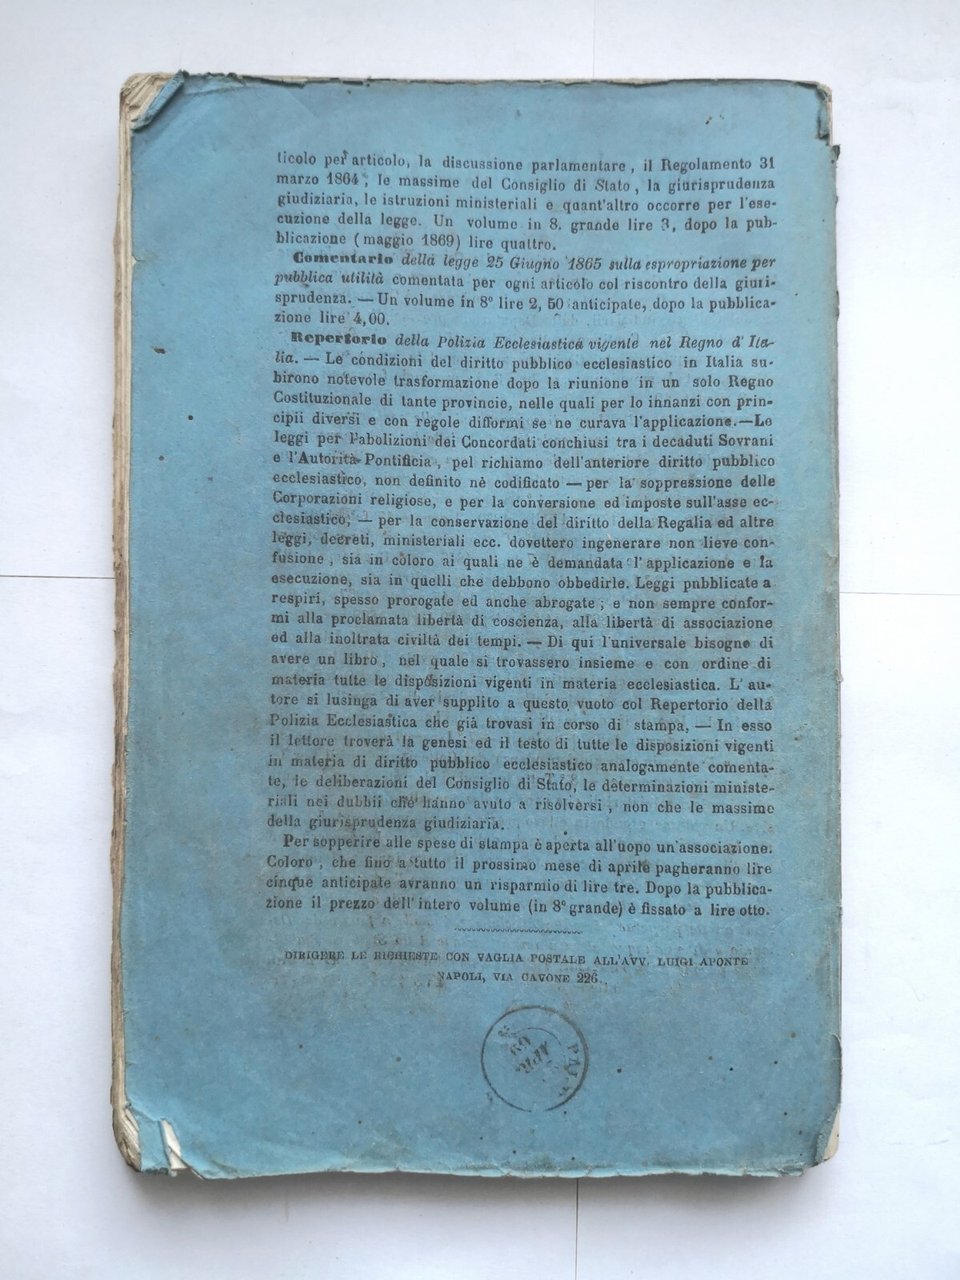 ticolo per articolo, la discussione parlamentare, il Regolamento 31
marzo 1864, le massime del Consiglio di Stato, la giurisprudenza
giudiziaria, le istruzioni ministeriali e quant'altro occorre per l'ese-
cuzione della legge. Un volume in 8. grande lire 3, dopo la pub-
blicazione (maggio 1869) lire quattro.
Comentario della legge 25 Giugno 1865 sulla espropriazione per
pubblica utilità comentata per ogni articolo col riscontro della giuri-
sprudenza. — Un volume in 8° lire 2, 50 anticipate, dopo la pubblica-
zione lire 4,00.
Repertorio della Polizia Ecclesiastica vigente nel Regno d'Ita-
lia. — Le condizioni del diritto pubblico ecclesiastico in Italia su-
birono notevole trasformazione dopo la riunione in un solo Regno
Costituzionale di tante provincie, nelle quali per lo innanzi con prin-
cipii diversi e con regole difformi se ne curava l'applicazione.—Le
leggi per l'abolizioni dei Concordati conchiusi tra i decaduti Sovrani
e l'Autorità Pontificia, pel richiamo dell'anteriore diritto pubblico
ecclesiastico, non definito nè codificato — per la soppressione delle
Corporazioni religiose, e per la conversione ed imposte sull'asse ec-
clesiastico; — per la conservazione del diritto della Regalia ed altre
leggi, decreti, ministeriali ecc. dovettero ingenerare non lieve con-
fusione, sia in coloro ai quali ne è demandata l'applicazione e la
esecuzione, sia in quelli che debbono obbedirle. Leggi pubblicate a
respiri, spesso prorogate ed anche abrogate; e non sempre confor-
mi alla proclamata libertà di coscienza, alla libertà di associazione
ed alla inoltrata civiltà dei tempi. — Di qui l'universale bisogno di
avere un libro, nel quale si trovassero insieme e con ordine di
materia tutte le disposizioni vigenti in materia ecclesiastica. L'au-
tore si lusinga di aver supplito a questo vuoto col Repertorio della
Polizia Ecclesiastica che già trovasi in corso di stampa, — In esso
il lettore troverà la genesi ed il testo di tutte le disposizioni vigenti
in materia di diritto pubblico ecclesiastico analogamente comenta-
te, le deliberazioni del Consiglio di Stato, le determinazioni ministe-
riali nei dubbii che hanno avuto a risolversi, non che le massime
della giurisprudenza giudiziaria.
Per sopperire alle spese di stampa è aperta all'uopo un'associazione.
Coloro, che fino a tutto il prossimo mese di aprile pagheranno lire
cinque anticipate avranno un risparmio di lire tre. Dopo la pubblica-
zione il prezzo dell'intero volume (in 8° grande) è fissato a lire otto.
DIRIGERE LE RICHIESTE CON VAGLIA POSTALE ALL'AVV. LUIGI APONTE
NAPOLI, VIA CAVONE 226.
69
APR